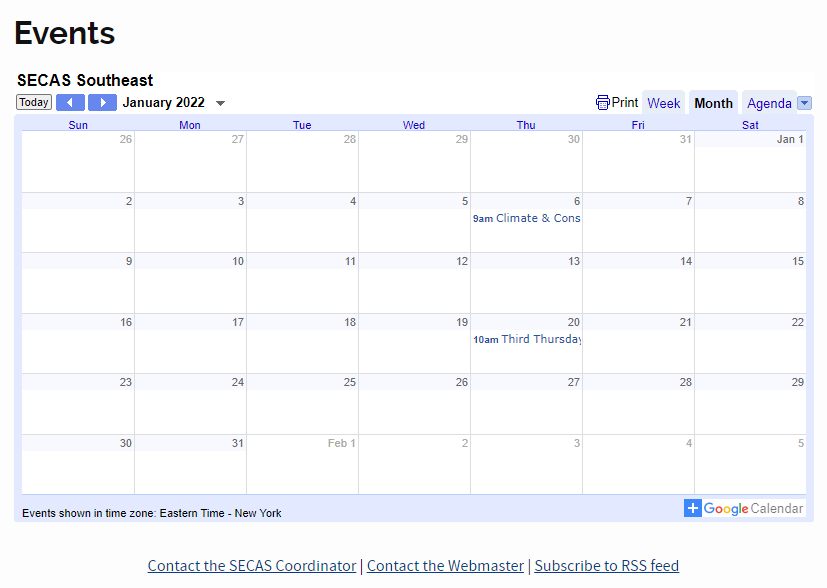 Events
SECAS Southeast
Today January 2022 Print Week Month Agenda
Sun Mon Tue Wed Thu Fri Sat
26 27 28 29 30 31 Jan 1
2 3 4 5 6 7 8
9am Climate & Cons
9 10 11 12 13 14 15
16 17 18 19 20 21 22
10am Third Thursday
23 24 25 26 27 28 29
30 31 Feb 1 2 3 4 5
Events shown in time zone: Eastern Time - New York
Google Calendar
Contact the SECAS Coordinator | Contact the Webmaster | Subscribe to RSS feed